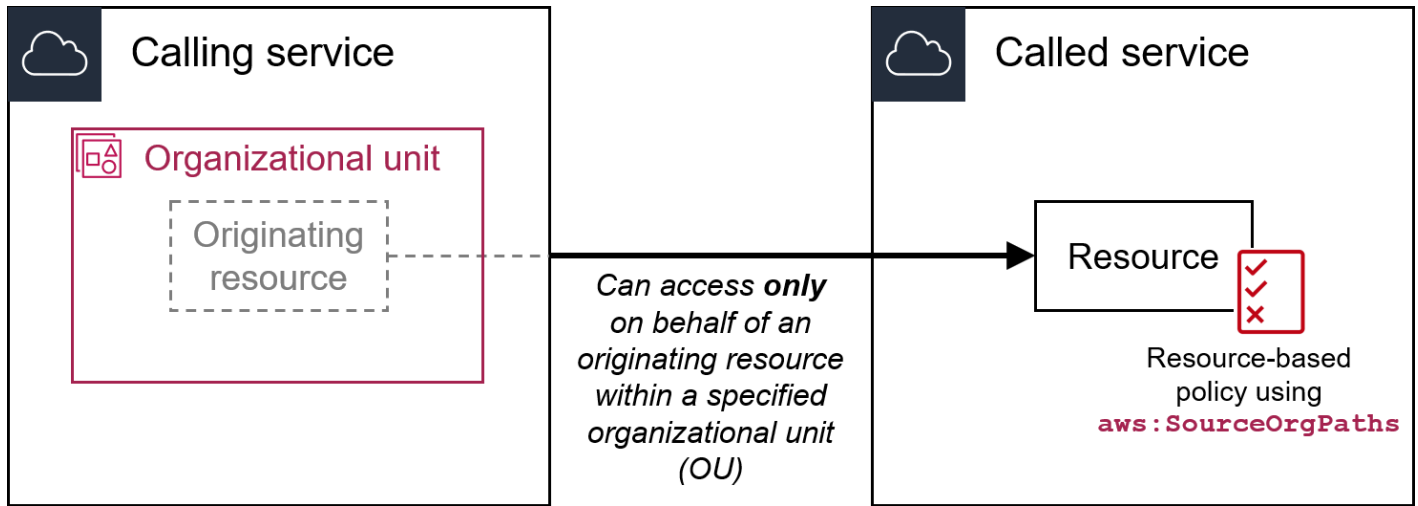 Calling service
Organizational unit
Originating
resource
Can access only
on behalf of an
originating resource
within a specified
organizational unit
(OU)
Called service
Resource
Resource-based
policy using
aws:SourceOrgPaths